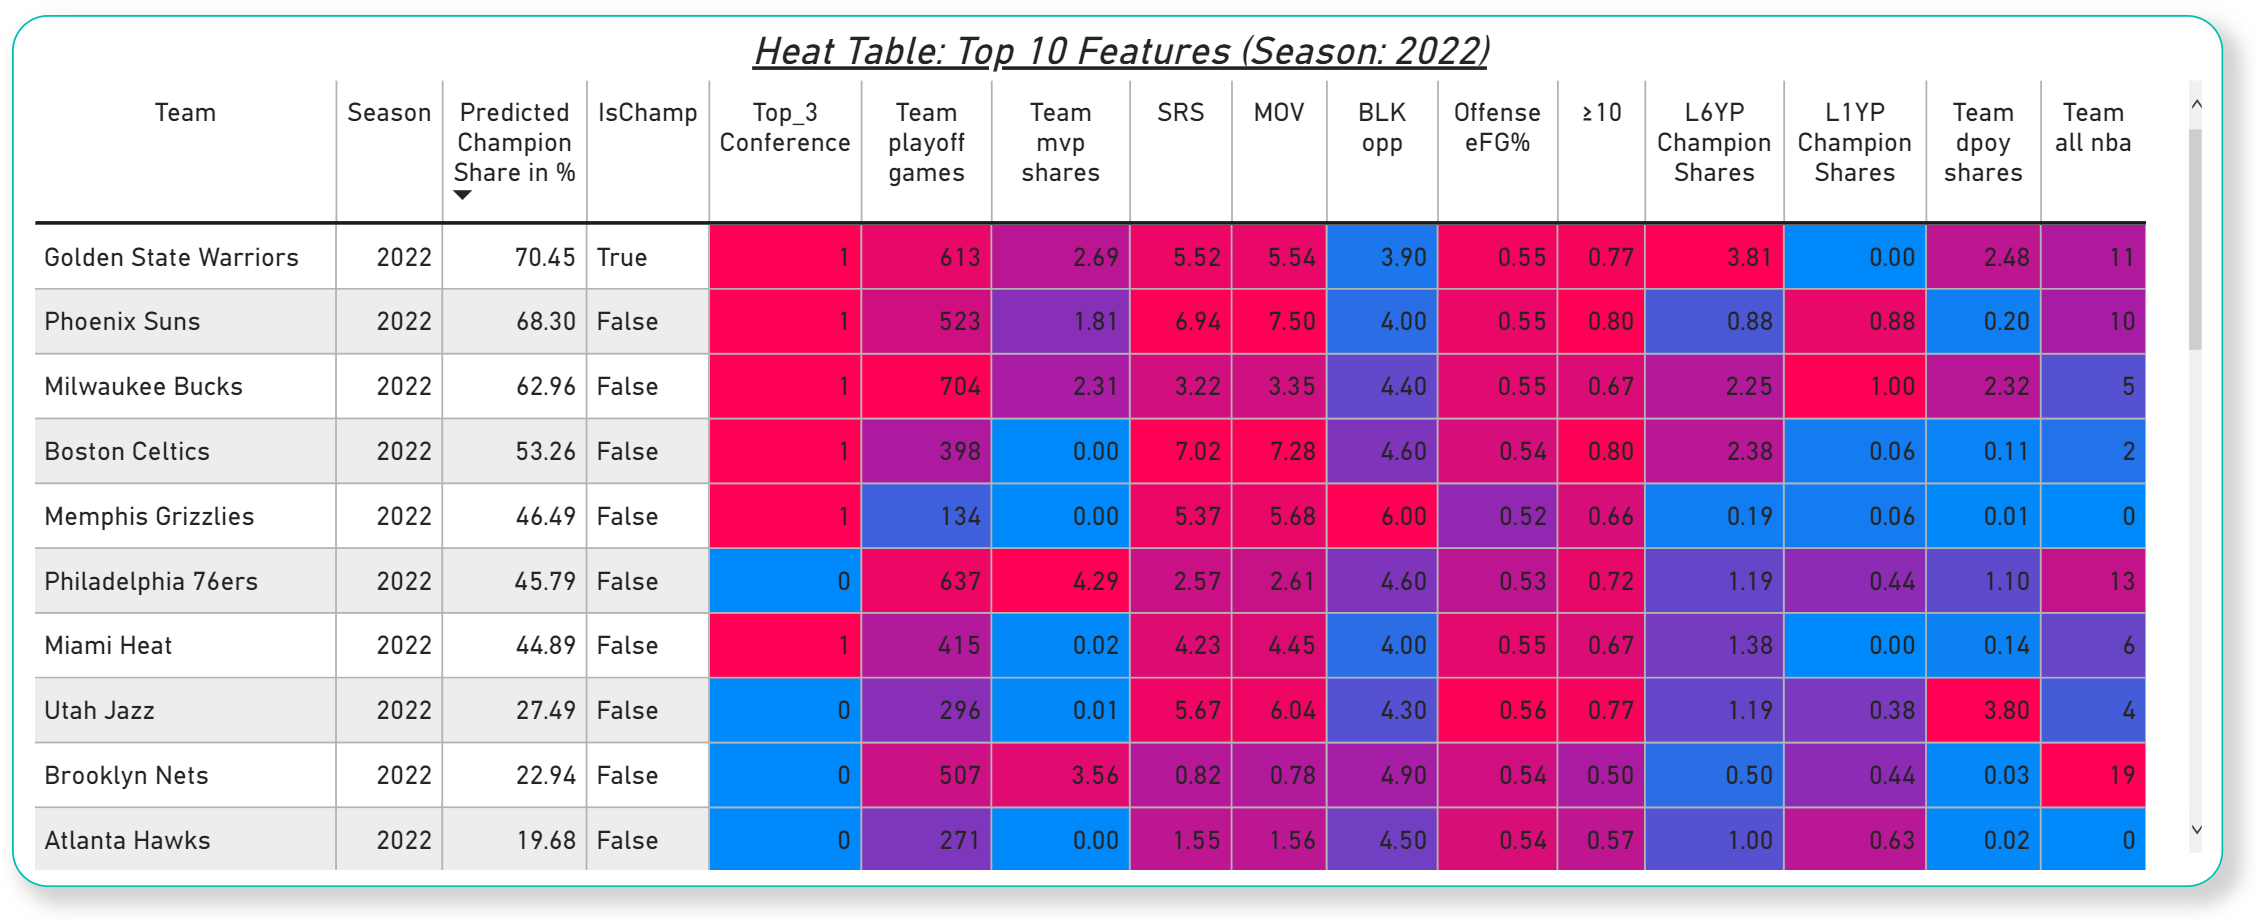 Heat Table: Top 10 Features (Season: 2022)
Team Season Predicted Champion Share in % IsChamp Top_3 Conference Team playoff games Team mvp shares SRS MOV BLK opp Offense eFG% ≥10 L6YP Champion Shares L1YP Champion Shares Team dpoy shares Team all nba
Golden State Warriors 2022 70.45 True 1 613 2.69 5.52 5.54 3.90 0.55 0.77 3.81 0.00 2.48 11
Phoenix Suns 2022 68.30 False 1 523 1.81 6.94 7.50 4.00 0.55 0.80 0.88 0.88 0.20 10
Milwaukee Bucks 2022 62.96 False 1 704 2.31 3.22 3.35 4.40 0.55 0.67 2.25 1.00 2.32 5
Boston Celtics 2022 53.26 False 1 398 0.00 7.02 7.28 4.60 0.54 0.80 2.38 0.06 0.11 2
Memphis Grizzlies 2022 46.49 False 1 134 0.00 5.37 5.68 6.00 0.52 0.66 0.19 0.06 0.01 0
Philadelphia 76ers 2022 45.79 False 0 637 4.29 2.57 2.61 4.60 0.53 0.72 1.19 0.44 1.10 13
Miami Heat 2022 44.89 False 1 415 0.02 4.23 4.45 4.00 0.55 0.67 1.38 0.00 0.14 6
Utah Jazz 2022 27.49 False 0 296 0.01 5.67 6.04 4.30 0.56 0.77 1.19 0.38 3.80 4
Brooklyn Nets 2022 22.94 False 0 507 3.56 0.82 0.78 4.90 0.54 0.50 0.50 0.44 0.03 19
Atlanta Hawks 2022 19.68 False 0 271 0.00 1.55 1.56 4.50 0.54 0.57 1.00 0.63 0.02 0